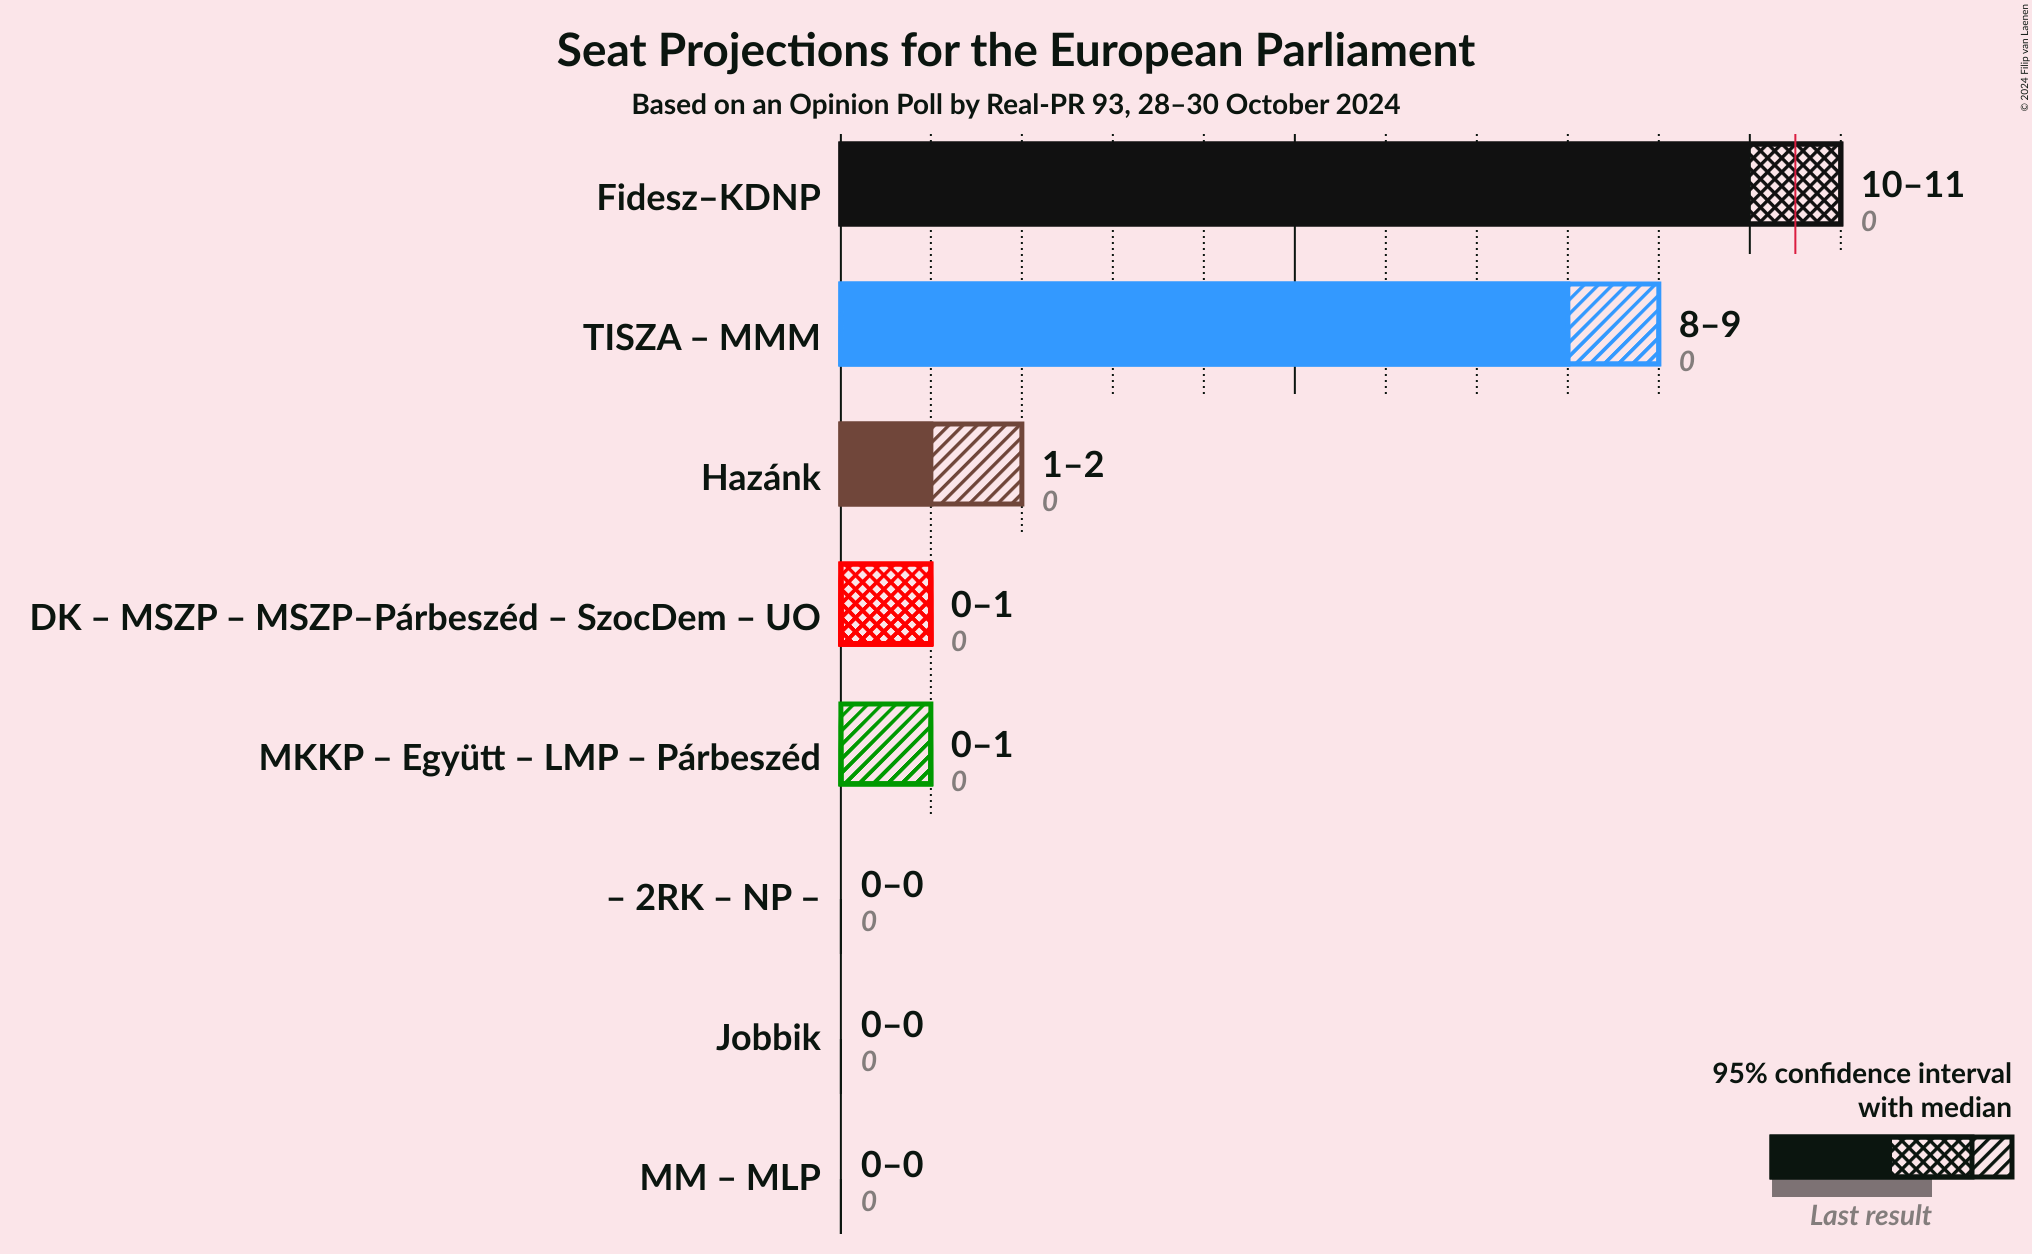 Seat Projections for the European Parliament
Based on an Opinion Poll by Real-PR 93, 28–30 October 2024
© 2024 Filip van Laenen
Fidesz–KDNP
10–11
0
TISZA – MMM
8–9
0
Hazánk
1–2
0
DK – MSZP – MSZP–Párbeszéd – SzocDem – UO
0–1
0
MKKP – Együtt – LMP – Párbeszéd
0–1
0
– 2RK – NP –
0–0
0
Jobbik
0–0
0
MM – MLP
0–0
0
95% confidence interval
with median
Last result